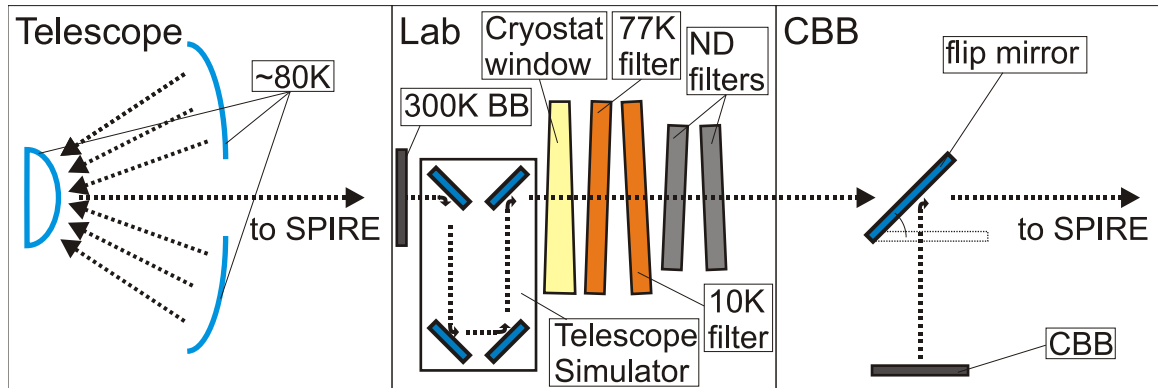 Telescope
~80K
to SPIRE
Lab
300K BB
Cryostat
window
77K
filter
ND
filters
10K
filter
Telescope
Simulator
CBB
flip mirror
to SPIRE
CBB